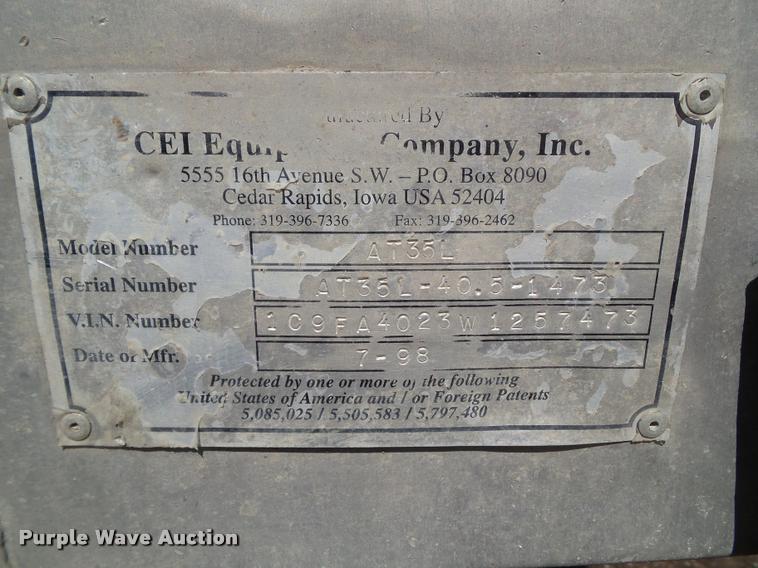 By
CEI Company, Inc.
5555 16th Avenue S.W. – P.O. Box 8090
Cedar Rapids, Iowa USA 52404
Phone: 319-396-7336 Fax: 319-396-2462
Model Number AT35L
Serial Number AT35L-40.5-1473
V.I.N. Number 1C9FA4023W1257473
Date of Mfr. 7-98
Protected by one or more of the following
United States of America and / or Foreign Patents
5,085,025 / 5,505,583 / 5,797,480
Purple Wave Auction